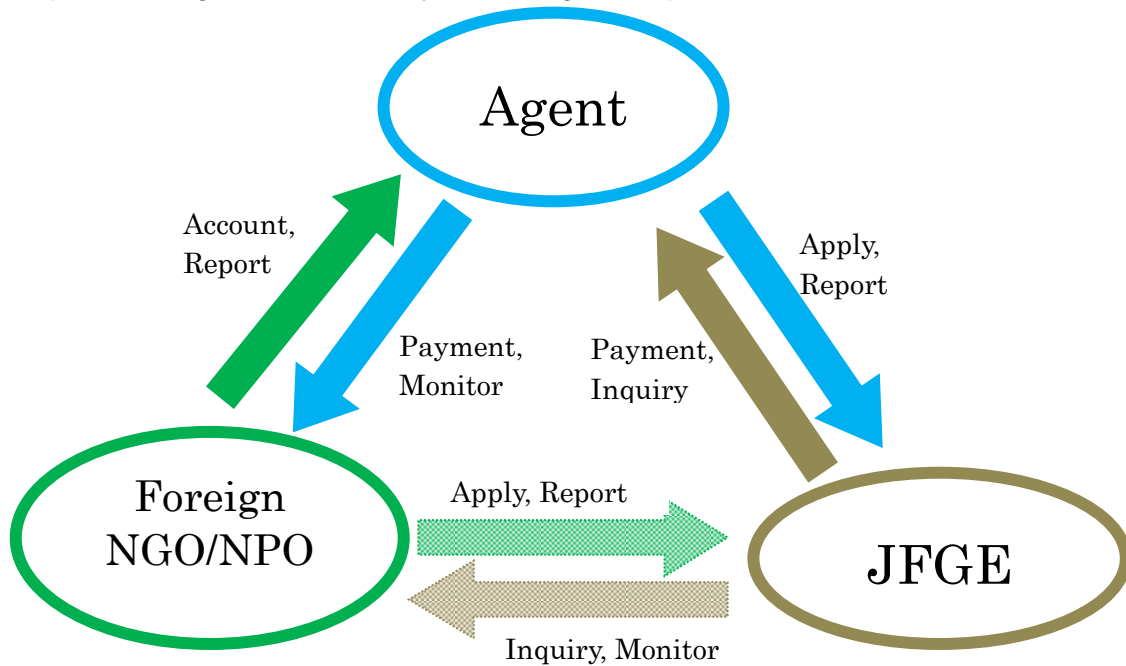 Agent
Account,
Report
Apply,
Report
Payment,
Monitor
Payment,
Inquiry
Foreign
NGO/NPO
Apply, Report
JFGE
Inquiry, Monitor